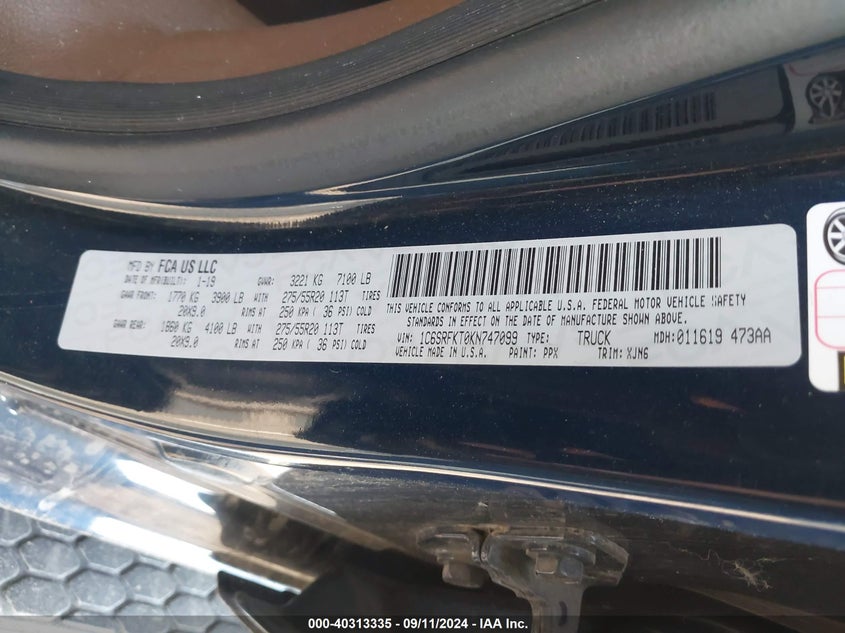 MFD BY FCA US LLC
DATE OF MFR(BUILT): 1-19 GVWR: 3221 KG 7100 LB
GAWR FRONT: 1770 KG 3900 LB WITH 275/55R20 113T TIRES
20X9.0 RIMS AT 250 KPA ( 36 PSI) COLD
GAWR REAR: 1860 KG 4100 LB WITH 275/55R20 113T TIRES
20X9.0 RIMS AT 250 KPA ( 36 PSI) COLD
THIS VEHICLE CONFORMS TO ALL APPLICABLE U.S.A. FEDERAL MOTOR VEHICLE SAFETY
STANDARDS IN EFFECT ON THE DATE OF MANUFACTURE SHOWN ABOVE.
VIN: 1C6SRFKT0KN747099 TYPE: TRUCK MDH:011619 473AA
VEHICLE MADE IN U.S.A. PAINT: PPX TRIM: XJN6
000-40313335 - 09/11/2024 - IAA Inc.